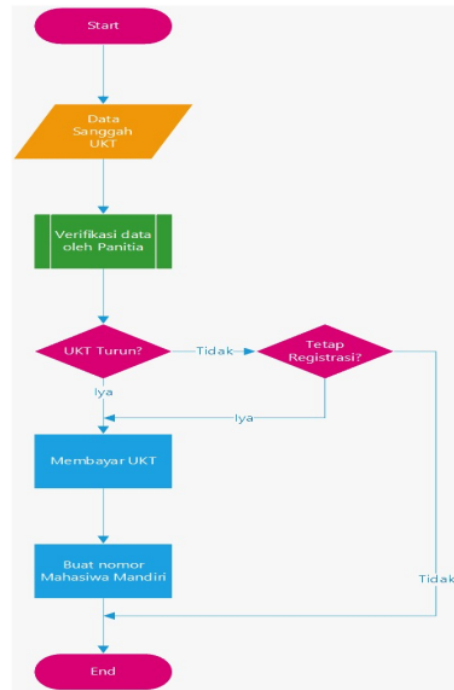 Start
Data
Sanggah
UKT
Verifikasi data
oleh Panitia
UKT Turun?
Tidak
Tetap
Registrasi?
Iya
Iya
Membayar UKT
Buat nomor
Mahasiwa Mandiri
Tidak
End